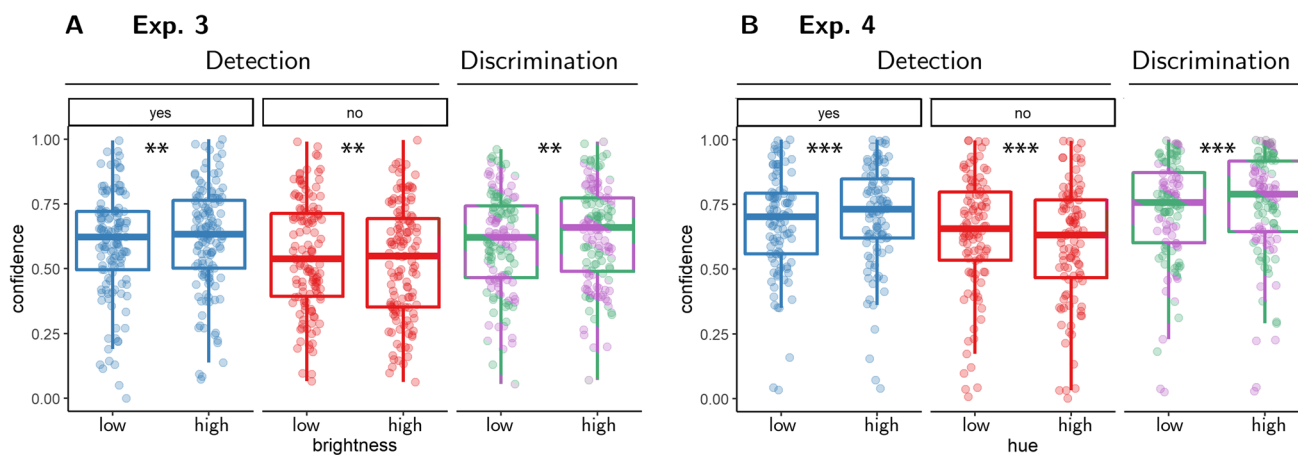 A Exp. 3
Detection Discrimination
yes no
** ** **
1.00
0.75
0.50
0.25
0.00
confidence
low high low high low high
brightness
B Exp. 4
Detection Discrimination
yes no
*** *** ***
1.00
0.75
0.50
0.25
0.00
confidence
low high low high low high
hue